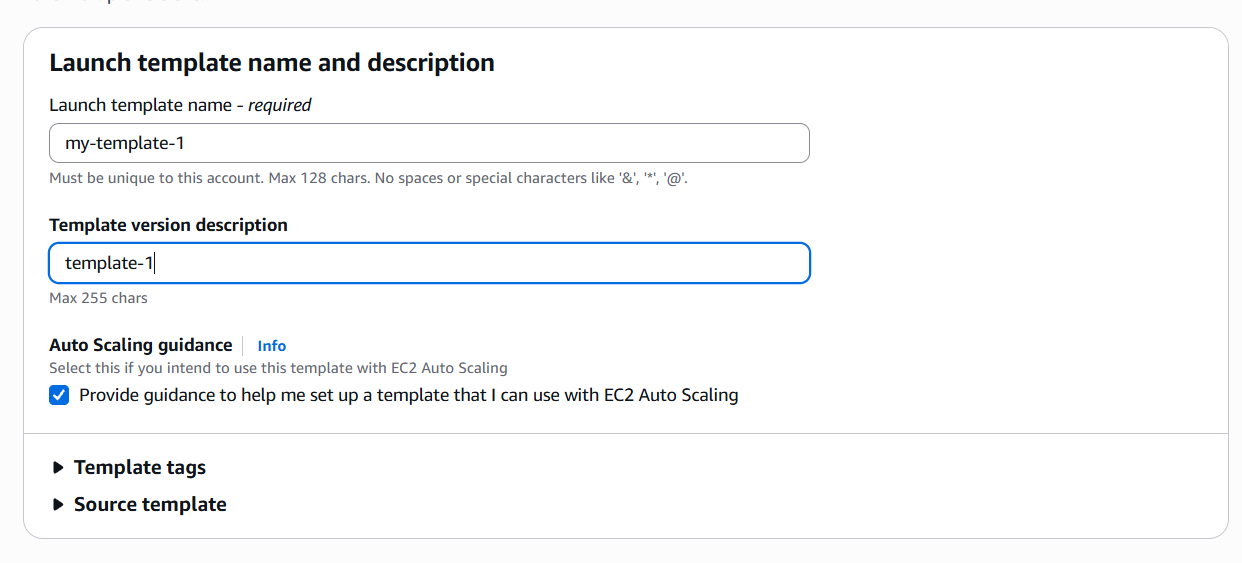 Launch template name and description
Launch template name - required
my-template-1
Must be unique to this account. Max 128 chars. No spaces or special characters like '&', '*', '@'.
Template version description
template-1
Max 255 chars
Auto Scaling guidance Info
Select this if you intend to use this template with EC2 Auto Scaling
Provide guidance to help me set up a template that I can use with EC2 Auto Scaling
Template tags
Source template